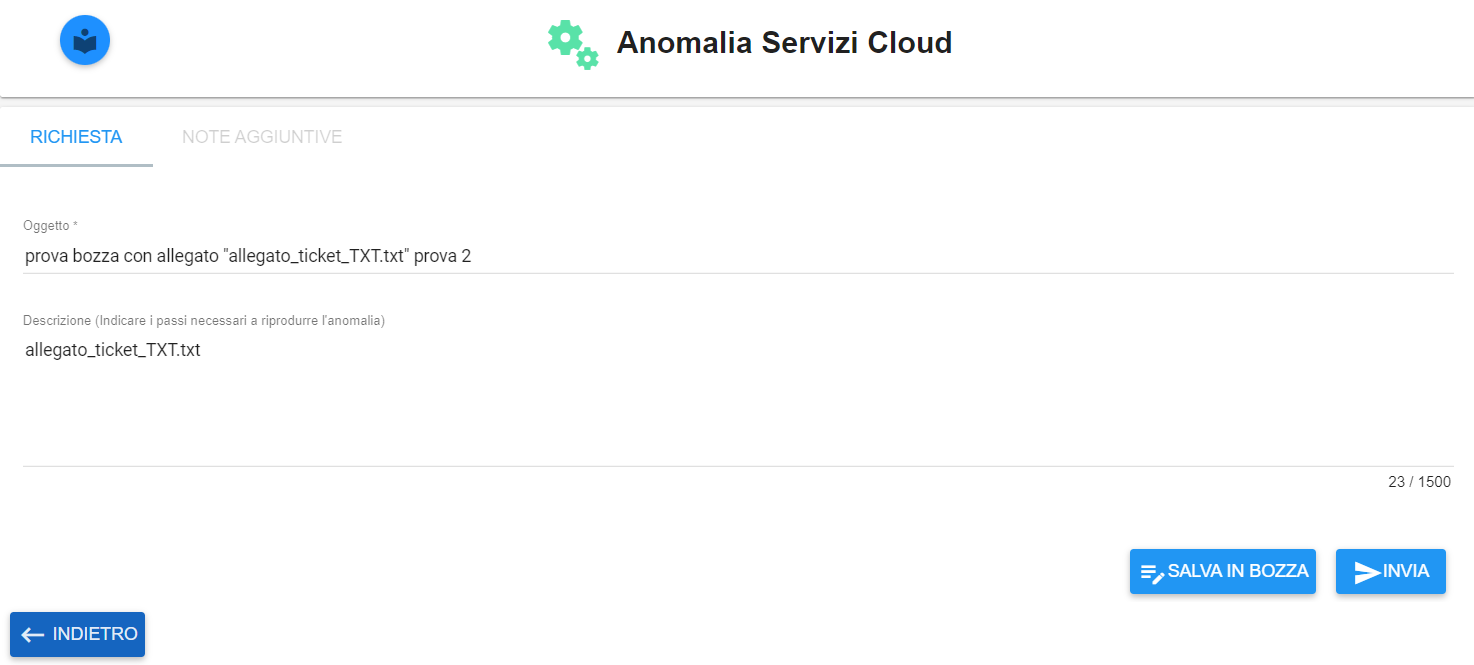 Anomalia Servizi Cloud
RICHIESTA
NOTE AGGIUNTIVE
Oggetto *
prova bozza con allegato "allegato_ticket_TXT.txt" prova 2
Descrizione (Indicare i passi necessari a riprodurre l'anomalia)
allegato_ticket_TXT.txt
23 / 1500
SALVA IN BOZZA
INVIA
INDIETRO